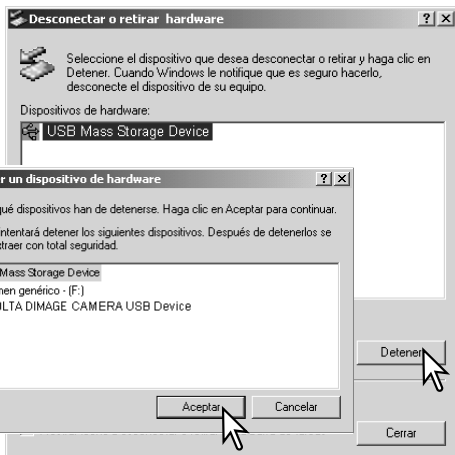 Desconectar o retirar hardware
Seleccione el dispositivo que desea desconectar o retirar y haga clic en
Detener. Cuando Windows le notifique que es seguro hacerlo,
desconecte el dispositivo de su equipo.
Dispositivos de hardware:
USB Mass Storage Device
r un dispositivo de hardware
qué dispositivos han de detenerse. Haga clic en Aceptar para continuar.
intentará detener los siguientes dispositivos. Después de detenerlos se
traer con total seguridad.
Mass Storage Device
men genérico - (F:)
LTA DIMAGE CAMERA USB Device
Detener
Aceptar
Cancelar
Cerrar